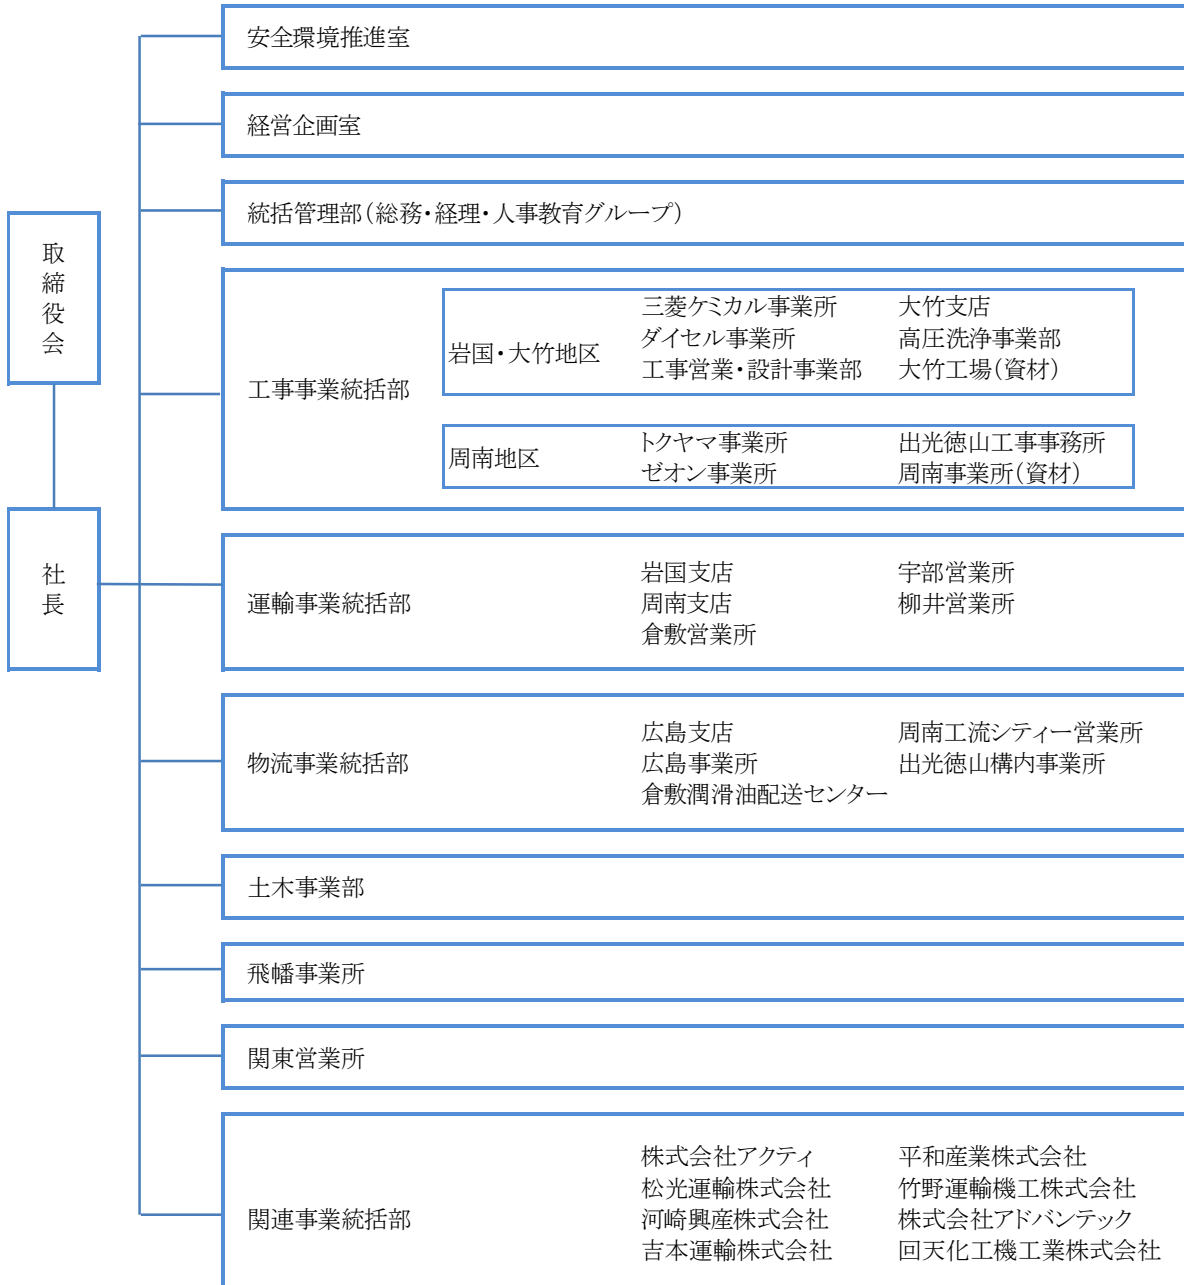 取締役会
社長
安全環境推進室
経営企画室
統括管理部（総務・経理・人事教育グループ）
工事事業統括部
岩国・大竹地区
三菱ケミカル事業所 大竹支店
ダイセル事業所 高圧洗浄事業部
工事営業・設計事業部 大竹工場（資材）
周南地区
トクヤマ事業所 出光徳山工事事務所
ゼオン事業所 周南事業所（資材）
運輸事業統括部
岩国支店 宇部営業所
周南支店 柳井営業所
倉敷営業所
物流事業統括部
広島支店 周南工流シティー営業所
広島事業所 出光徳山構内事業所
倉敷潤滑油配送センター
土木事業部
飛幡事業所
関東営業所
関連事業統括部
株式会社アクティ 平和産業株式会社
松光運輸株式会社 竹野運輸機工株式会社
河崎興産株式会社 株式会社アドバンテック
吉本運輸株式会社 回天化工機工業株式会社